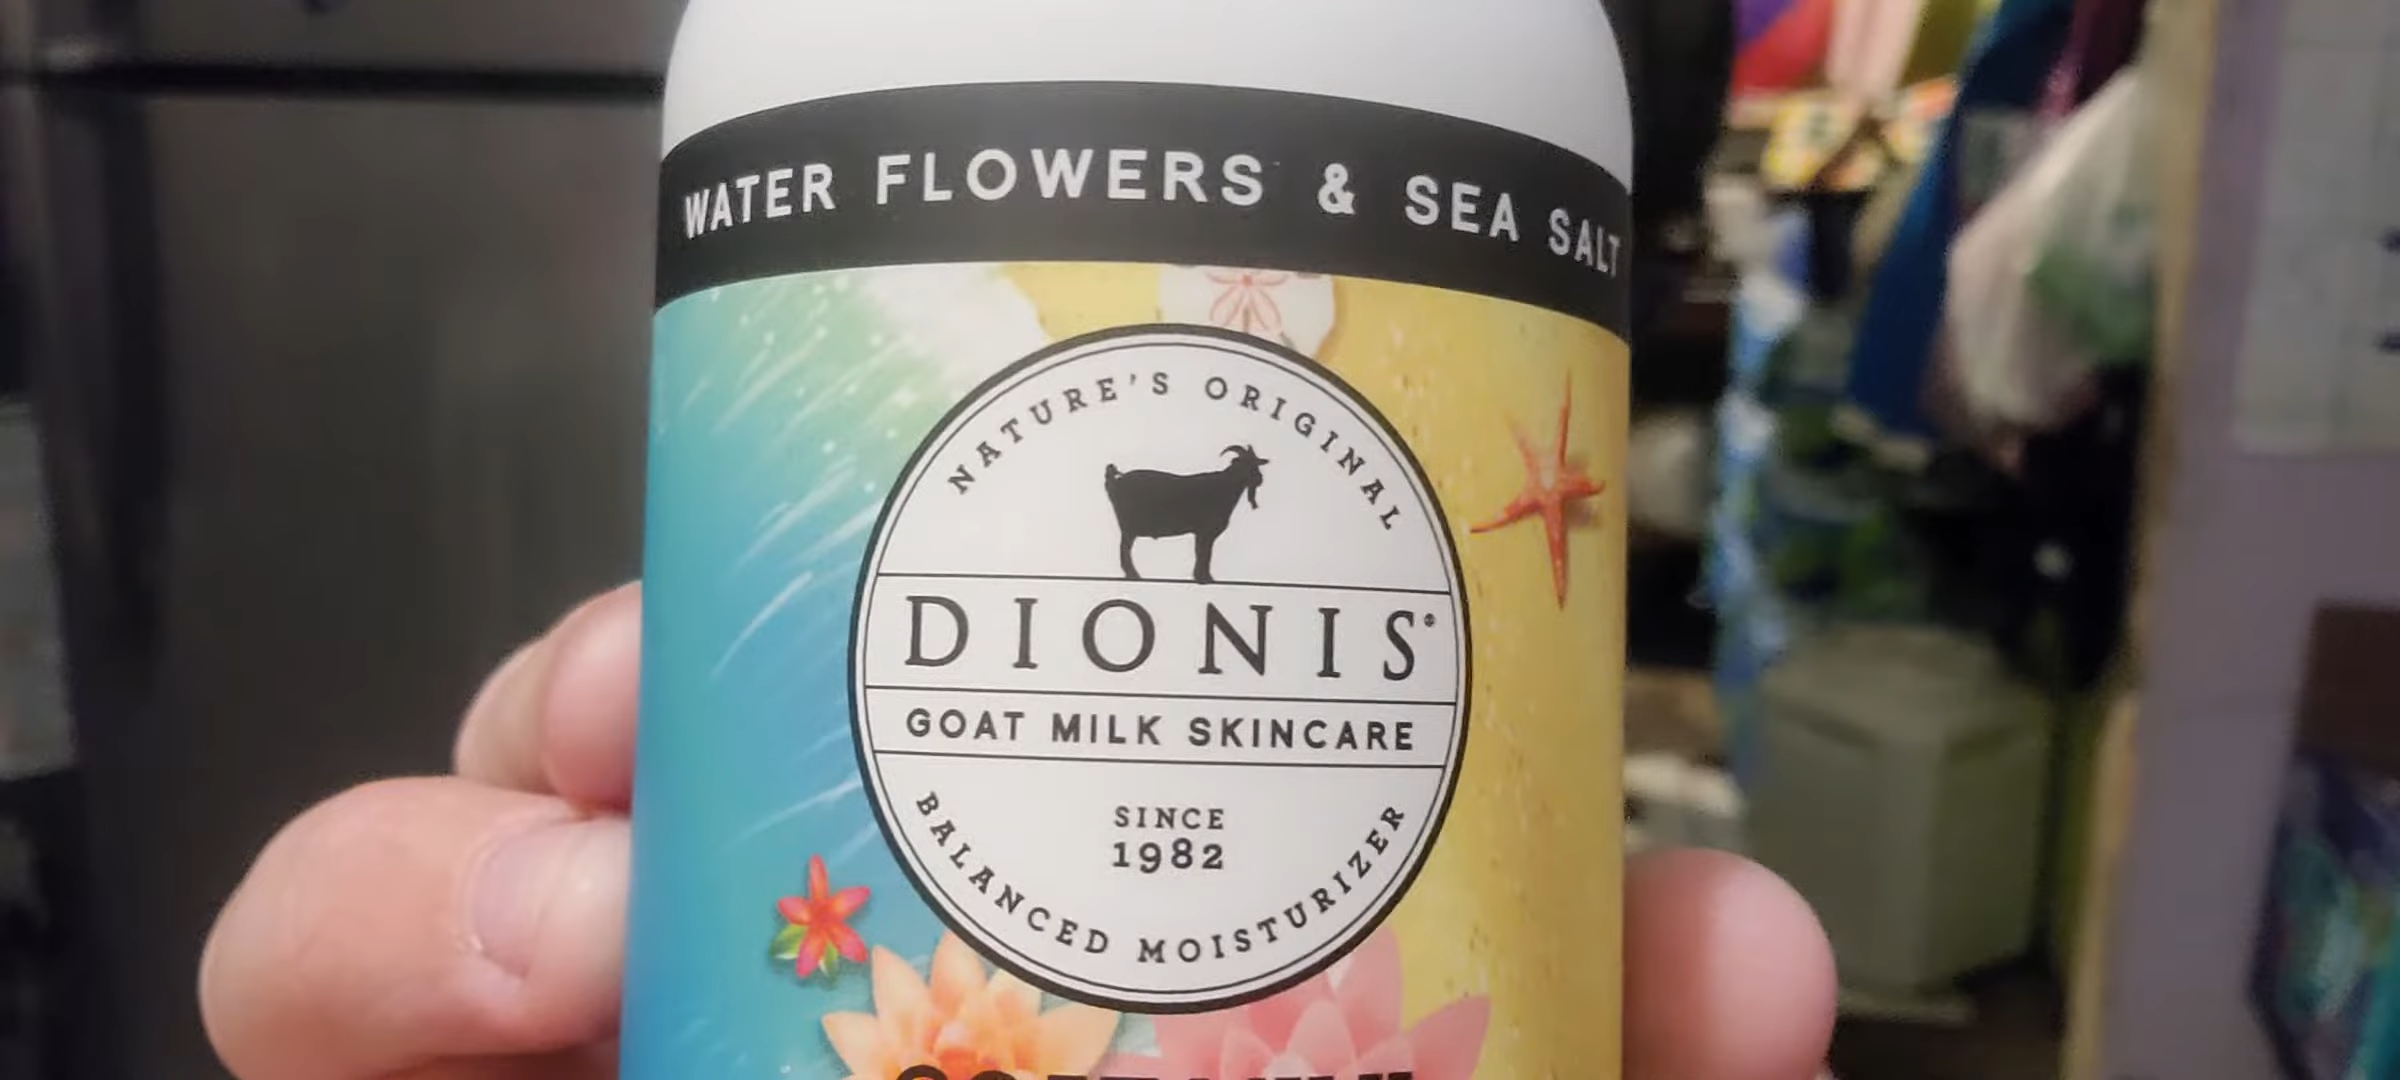 WATER FLOWERS & SEA SALT
NATURE'S ORIGINAL
DIONIS®
GOAT MILK SKINCARE
SINCE
1982
BALANCED MOISTURIZER